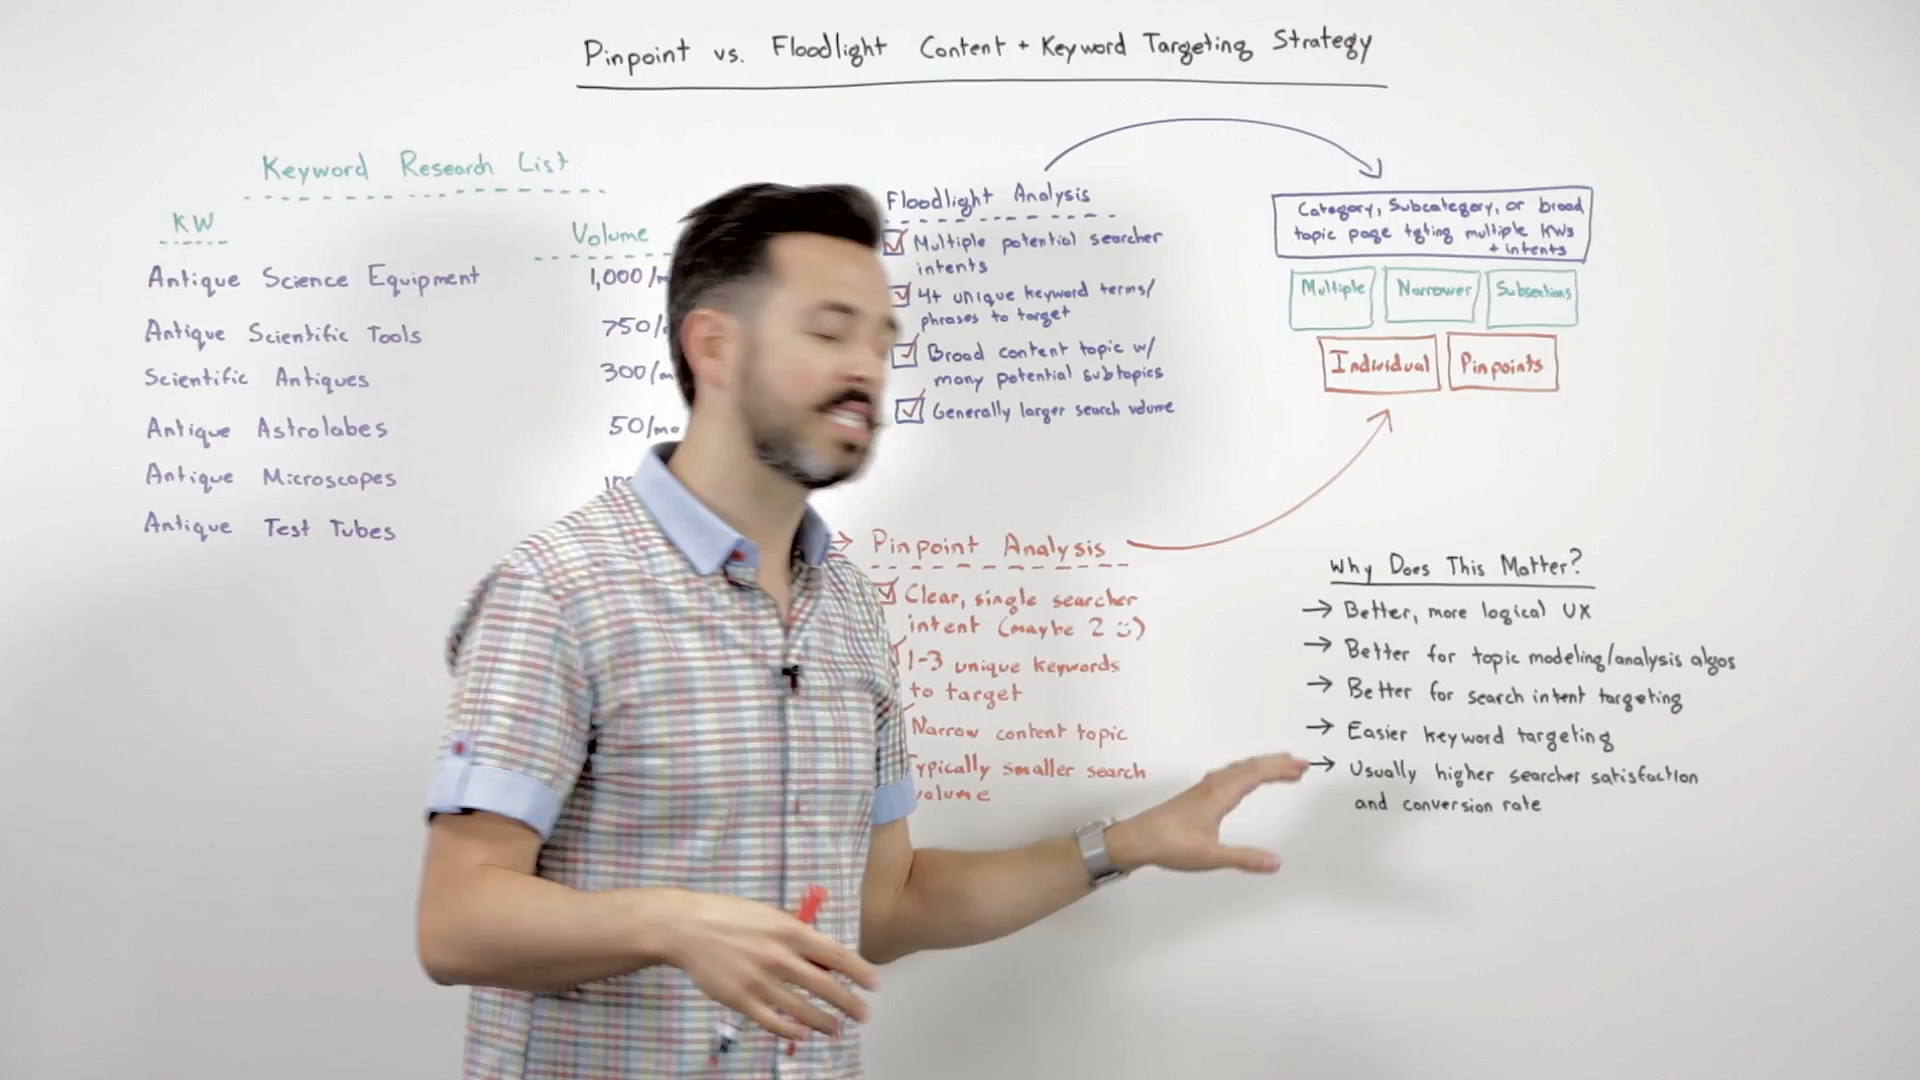 Pinpoint vs. Floodlight Content + Keyword Targeting Strategy
Keyword Research List
KW
Volume
Antique Science Equipment
1,000/m
Antique Scientific Tools
750/
Scientific Antiques
300/m
Antique Astrolabes
50/mo
Antique Microscopes
Antique Test Tubes
Floodlight Analysis
Multiple potential searcher
intents
4+ unique keyword terms/
phrases to target
Broad content topic w/
many potential subtopics
Generally larger search volume
Category, Subcategory, or broad
topic page tgting multiple KWs
+ intents
Multiple Narrower Subsections
Individual Pinpoints
→ Pinpoint Analysis
Clear, single searcher
intent (maybe 2 :))
1-3 unique keywords
to target
Narrow content topic
Typically smaller search
volume
Why Does This Matter?
→ Better, more logical UX
→ Better for topic modeling/analysis algos
→ Better for search intent targeting
→ Easier keyword targeting
→ Usually higher searcher satisfaction
and conversion rate